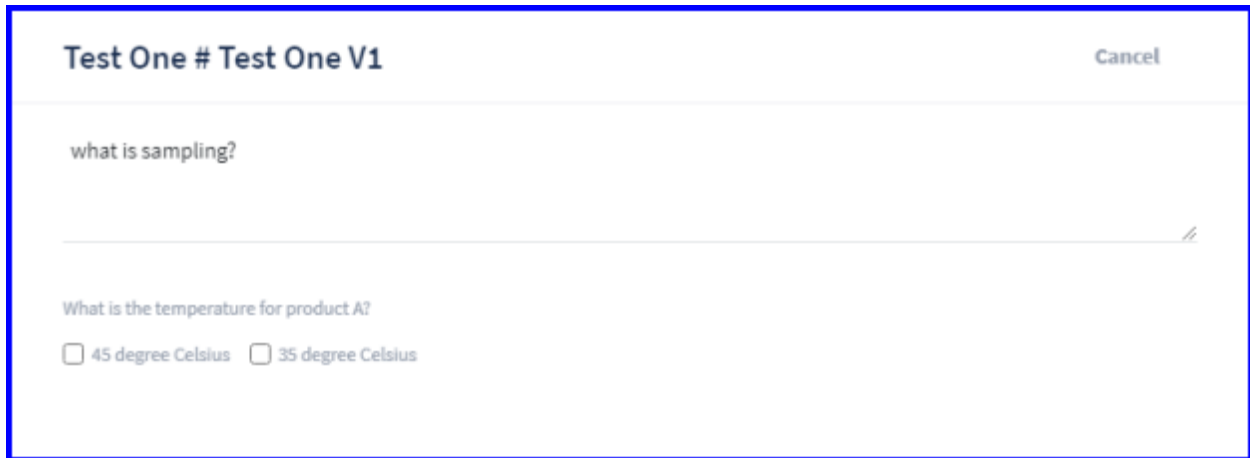 Test One # Test One V1
Cancel
what is sampling?
What is the temperature for product A?
45 degree Celsius 35 degree Celsius